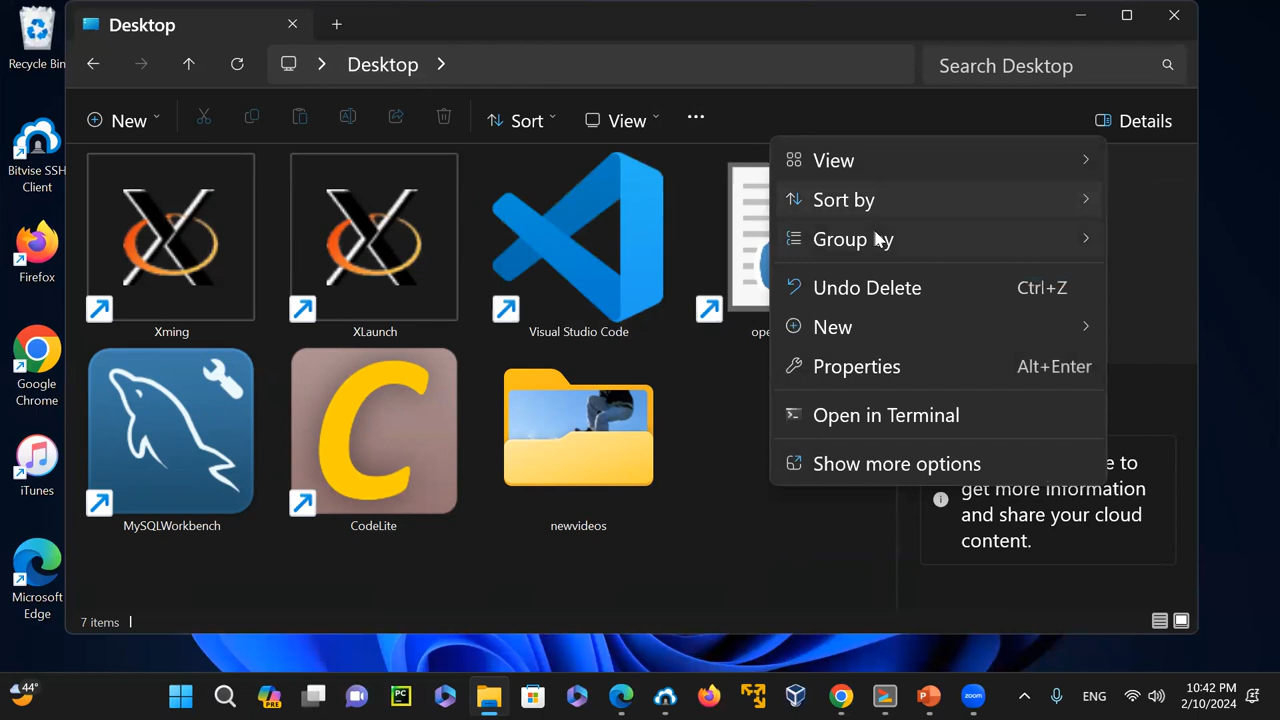 Recycle Bin
Bitvise SSH
Client
Firefox
Google
Chrome
iTunes
Microsoft
Edge
Desktop
Desktop
Search Desktop
New
Sort
View
Details
Xming
XLaunch
Visual Studio Code
ope
MySQLWorkbench
CodeLite
newvideos
View
Sort by
Group by
Undo Delete Ctrl+Z
New
Properties Alt+Enter
Open in Terminal
Show more options
e to
get more information
and share your cloud
content.
7 items
44°
PRE
PC
zoom
ENG
10:42 PM
2/10/2024